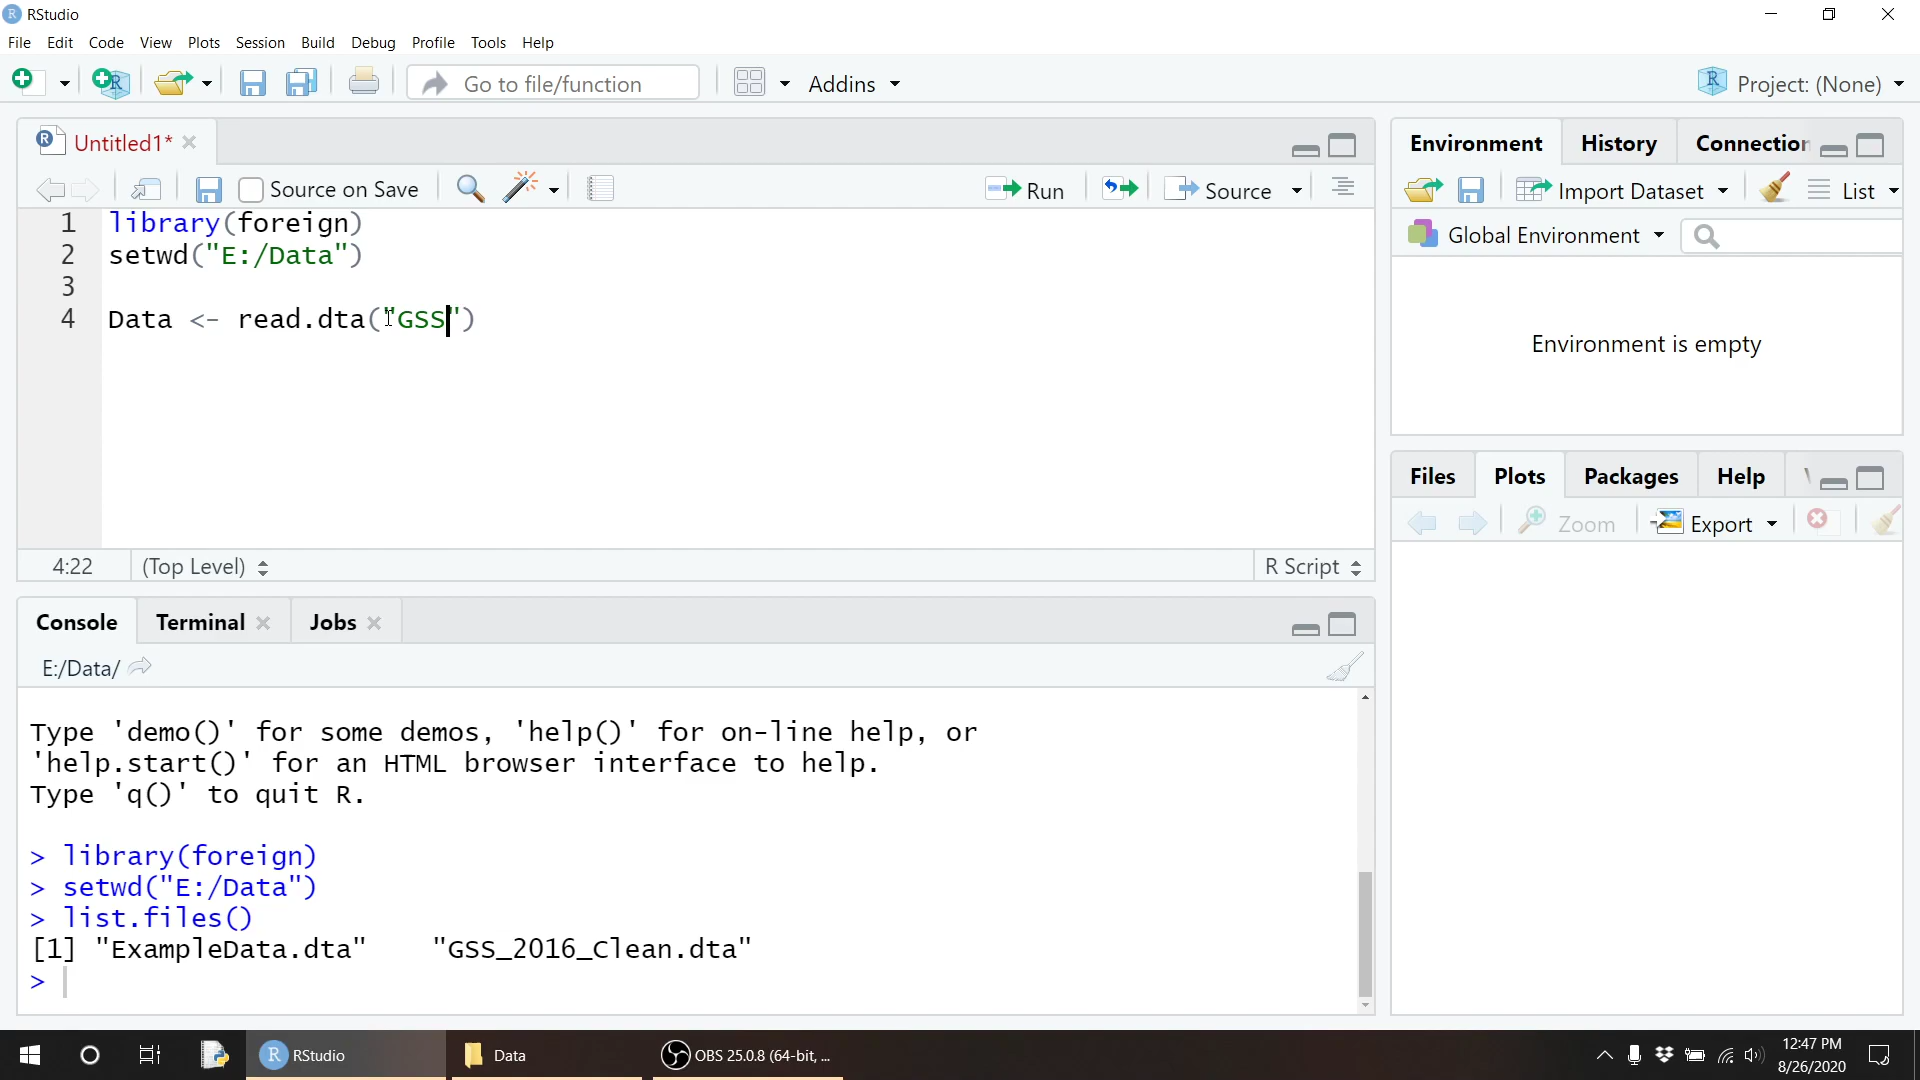 RStudio
File Edit Code View Plots Session Build Debug Profile Tools Help
Go to file/function Addins Project: (None)
Untitled1*
Source on Save Run Source
1 library(foreign)
2 setwd("E:/Data")
3
4 Data <- read.dta("GSS")
4:22 (Top Level) R Script
Console Terminal Jobs
E:/Data/
Type 'demo()' for some demos, 'help()' for on-line help, or
'help.start()' for an HTML browser interface to help.
Type 'q()' to quit R.
> library(foreign)
> setwd("E:/Data")
> list.files()
[1] "ExampleData.dta" "GSS_2016_Clean.dta"
>
Environment History Connection
Import Dataset List
Global Environment
Environment is empty
Files Plots Packages Help
Zoom Export
RStudio Data OBS 25.0.8 (64-bit, ...
12:47 PM
8/26/2020